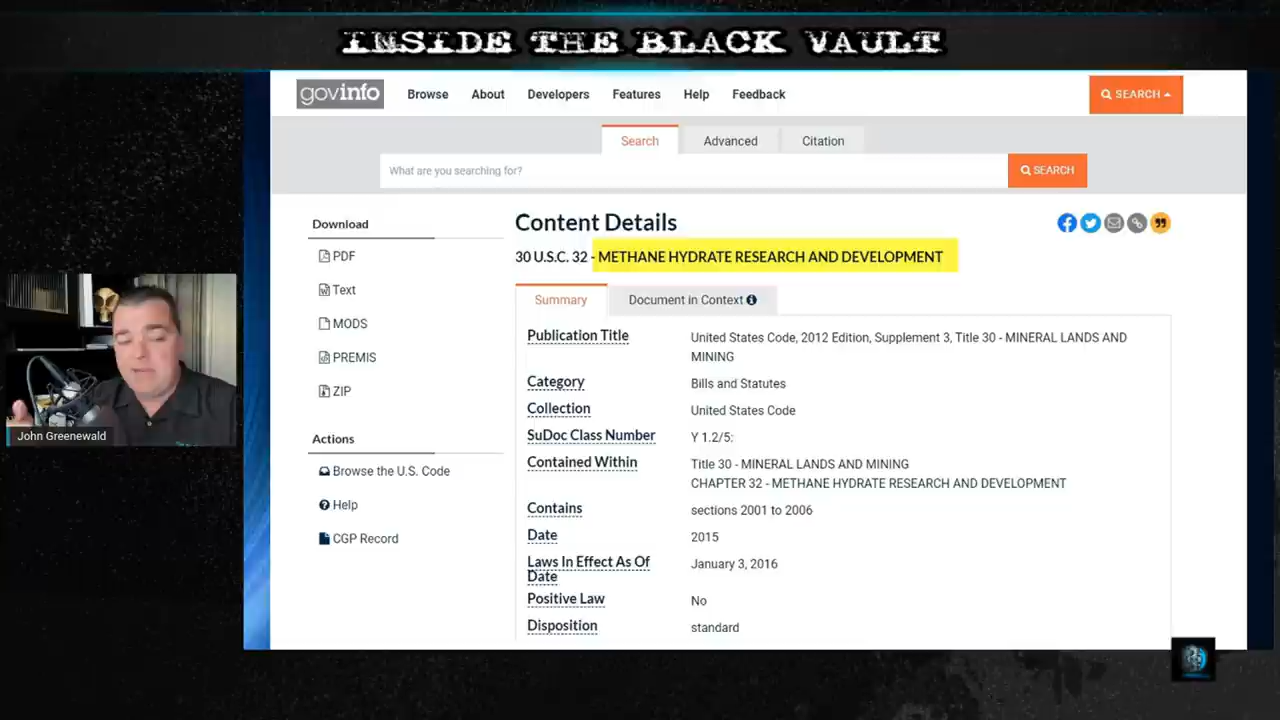 INSIDE THE BLACK VAULT
govinfo Browse About Developers Features Help Feedback SEARCH
Search Advanced Citation
What are you searching for? SEARCH
Download
PDF
Text
MODS
PREMIS
ZIP
Actions
Browse the U.S. Code
Help
CGP Record
Content Details
30 U.S.C. 32 - METHANE HYDRATE RESEARCH AND DEVELOPMENT
Summary Document in Context
Publication Title United States Code, 2012 Edition, Supplement 3, Title 30 - MINERAL LANDS AND
MINING
Category Bills and Statutes
Collection United States Code
SuDoc Class Number Y 1.2/5:
Contained Within Title 30 - MINERAL LANDS AND MINING
CHAPTER 32 - METHANE HYDRATE RESEARCH AND DEVELOPMENT
Contains sections 2001 to 2006
Date 2015
Laws In Effect As Of
Date January 3, 2016
Positive Law No
Disposition standard
John Greenewald